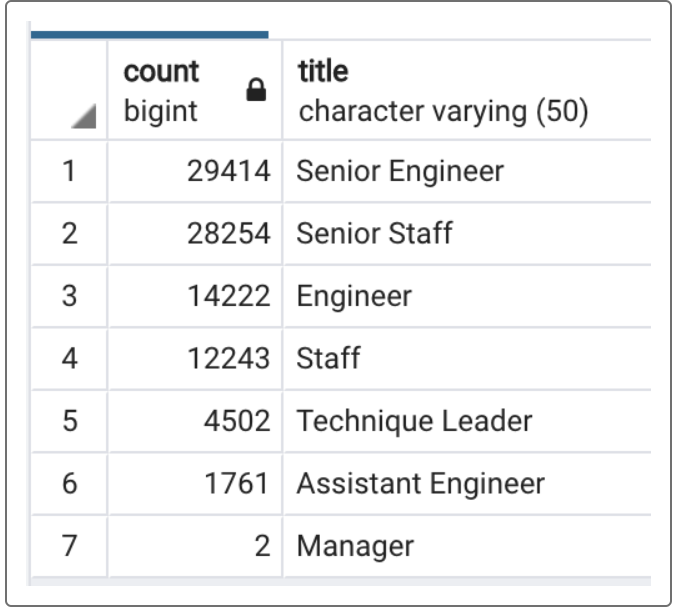 count title
bigint character varying (50)
1 29414 Senior Engineer
2 28254 Senior Staff
3 14222 Engineer
4 12243 Staff
5 4502 Technique Leader
6 1761 Assistant Engineer
7 2 Manager